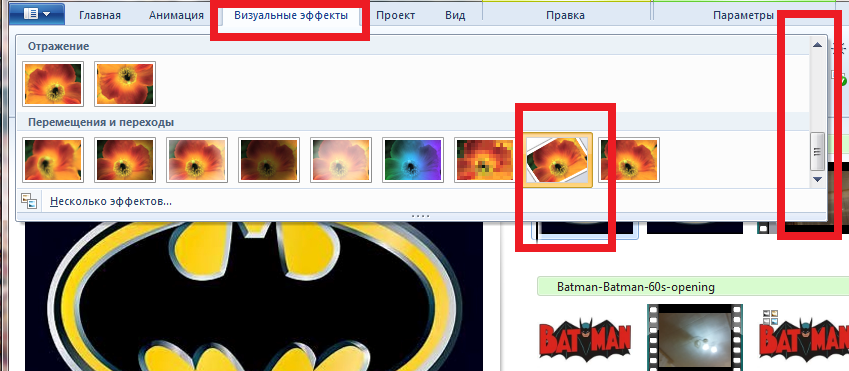 Главная Анимация Визуальные эффекты Проект Вид Правка Параметры
Отражение
Перемещения и переходы
Несколько эффектов...
Batman-Batman-60s-opening
BATMAN BATMAN